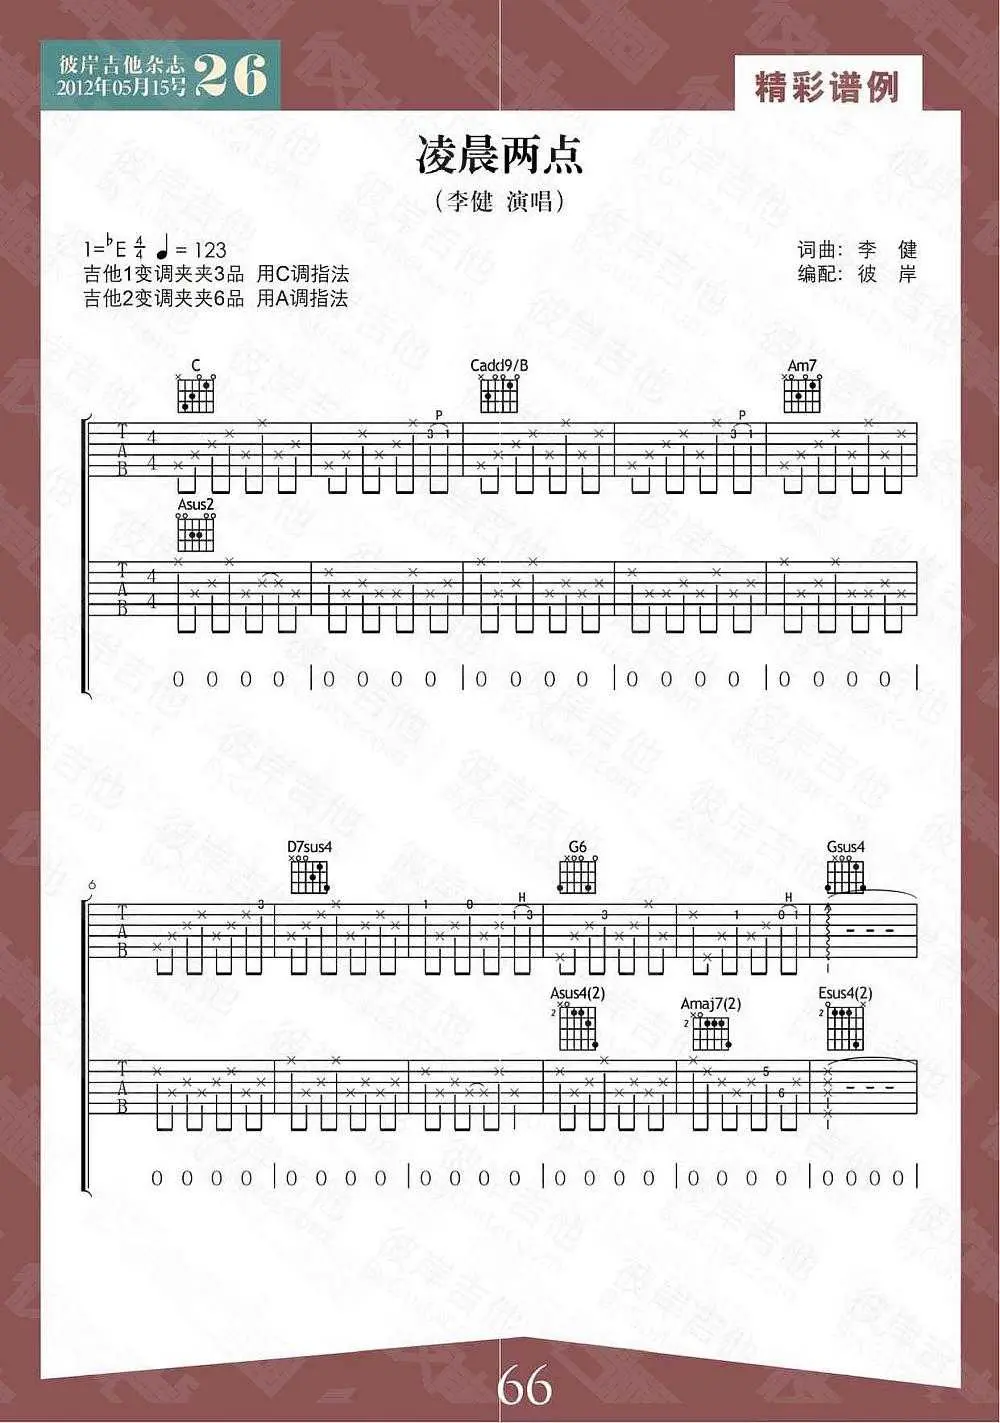 彼岸吉他杂志
2012年05月15号
26
精彩谱例
凌晨两点
（李健 演唱）
1=♭E 4/4 ♩= 123
词曲：李 健
吉他1变调夹夹3品 用C调指法
编配：彼 岸
吉他2变调夹夹6品 用A调指法
C Cadd9/B Am7
P P
T A B 4 4 3 1 3 1
Asus2
T A B 4 4
0 0 0 0 | 0 0 0 0 | 0 0 0 0 | 0 0 0 0 | 0 0 0 0 |
D7sus4 G6 Gsus4
6
H H
T A B 3 1 0 1 3 3 1 0 1
Asus4(2) Amaj7(2) Esus4(2)
2 2 2
T A B 5 6
0 0 0 0 | 0 0 0 0 | 0 0 0 0 | 0 0 0 0 | 0 0 0 0 | 0 0 0 0 |
66